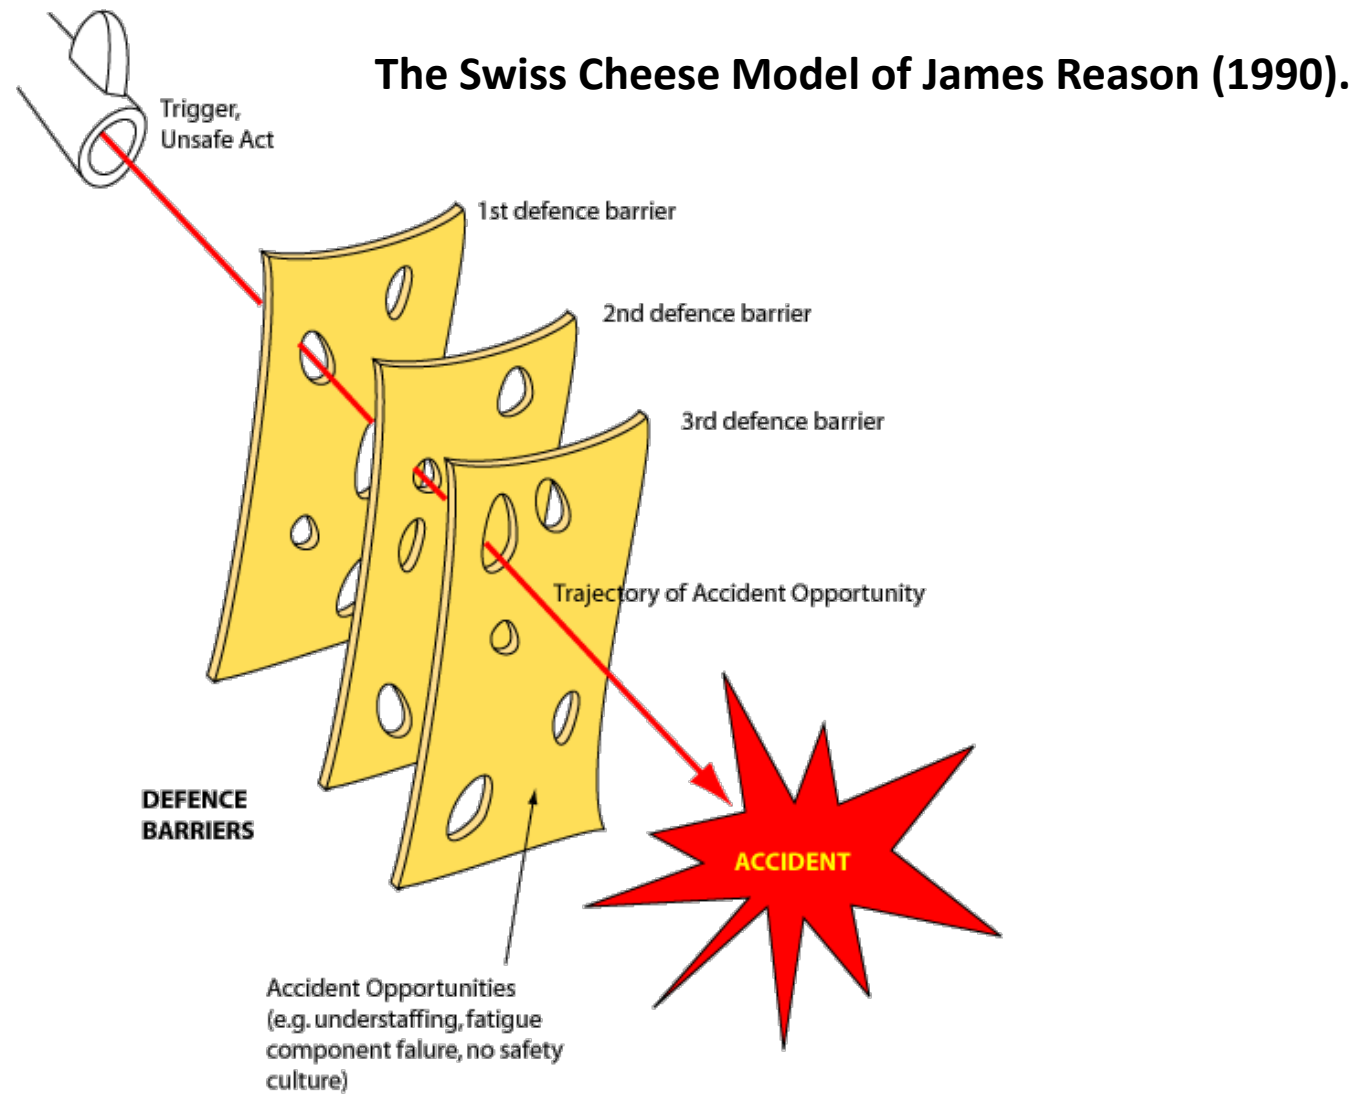 The Swiss Cheese Model of James Reason (1990).
Trigger,
Unsafe Act
1st defence barrier
2nd defence barrier
3rd defence barrier
Trajectory of Accident Opportunity
DEFENCE
BARRIERS
ACCIDENT
Accident Opportunities
(e.g. understaffing, fatigue
component falure, no safety
culture)